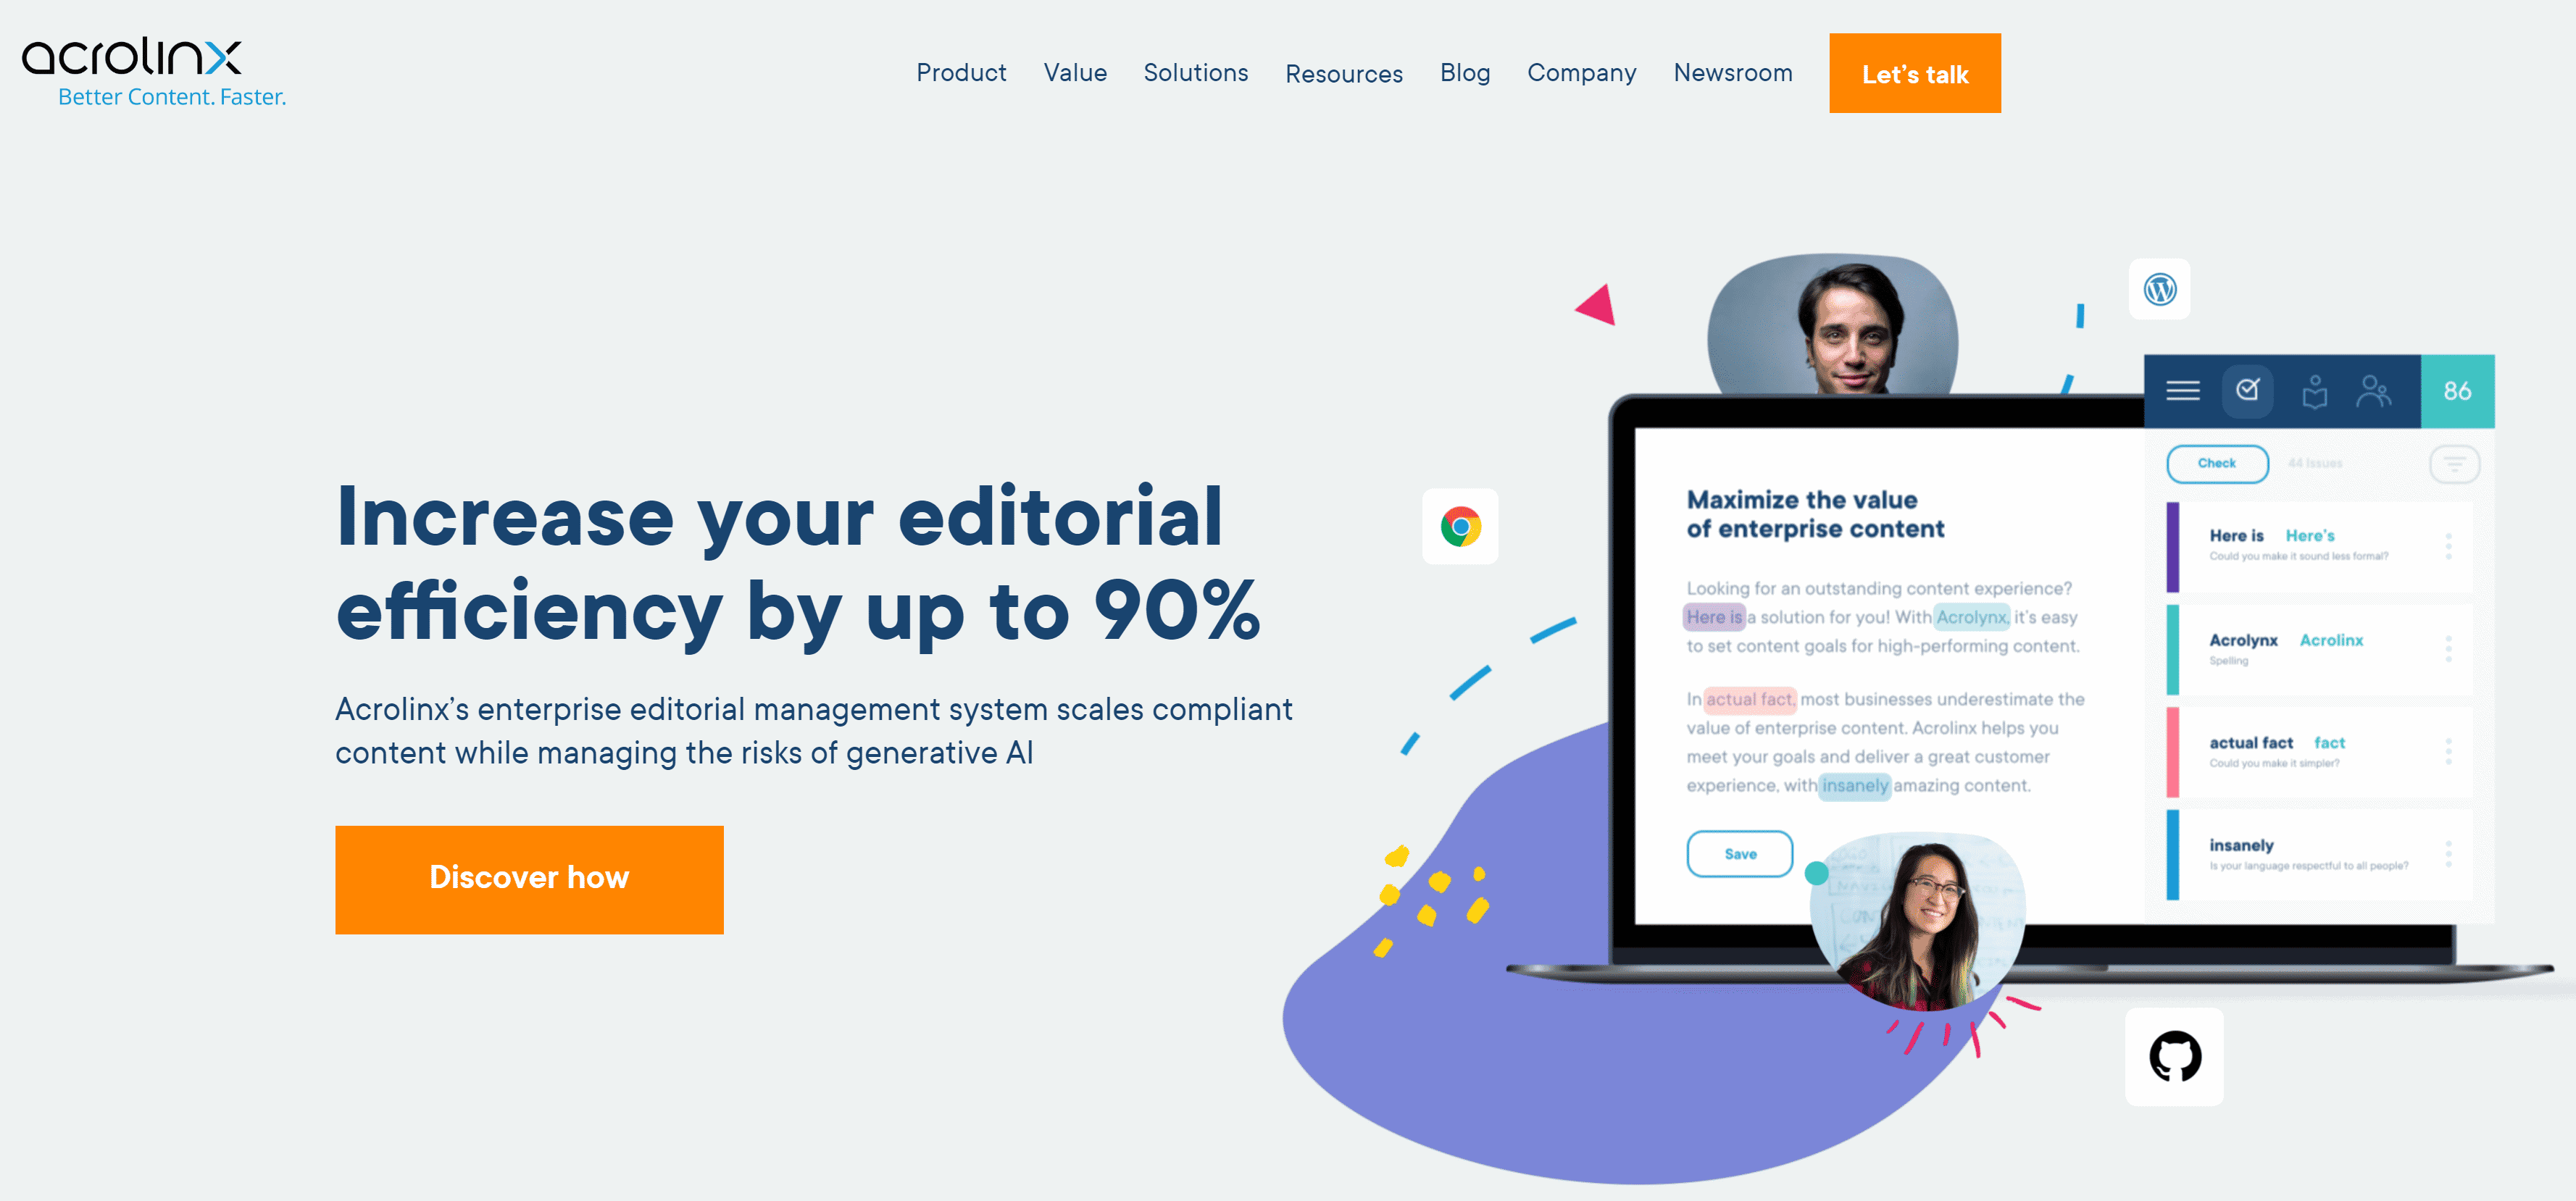 acrolinx
Better Content. Faster.
Product Value Solutions Resources Blog Company Newsroom Let's talk
Increase your editorial
efficiency by up to 90%
Acrolinx's enterprise editorial management system scales compliant
content while managing the risks of generative AI
Discover how
Maximize the value
of enterprise content
Looking for an outstanding content experience?
Here is a solution for you! With Acrolynx, it's easy
to set content goals for high-performing content.
In actual fact, most businesses underestimate the
value of enterprise content. Acrolinx helps you
meet your goals and deliver a great customer
experience, with insanely amazing content.
Save
86
Check 44 Issues
Here is Here's
Could you make it sound less formal?
Acrolynx Acrolinx
Spelling
actual fact fact
Could you make it simpler?
insanely
Is your language respectful to all people?